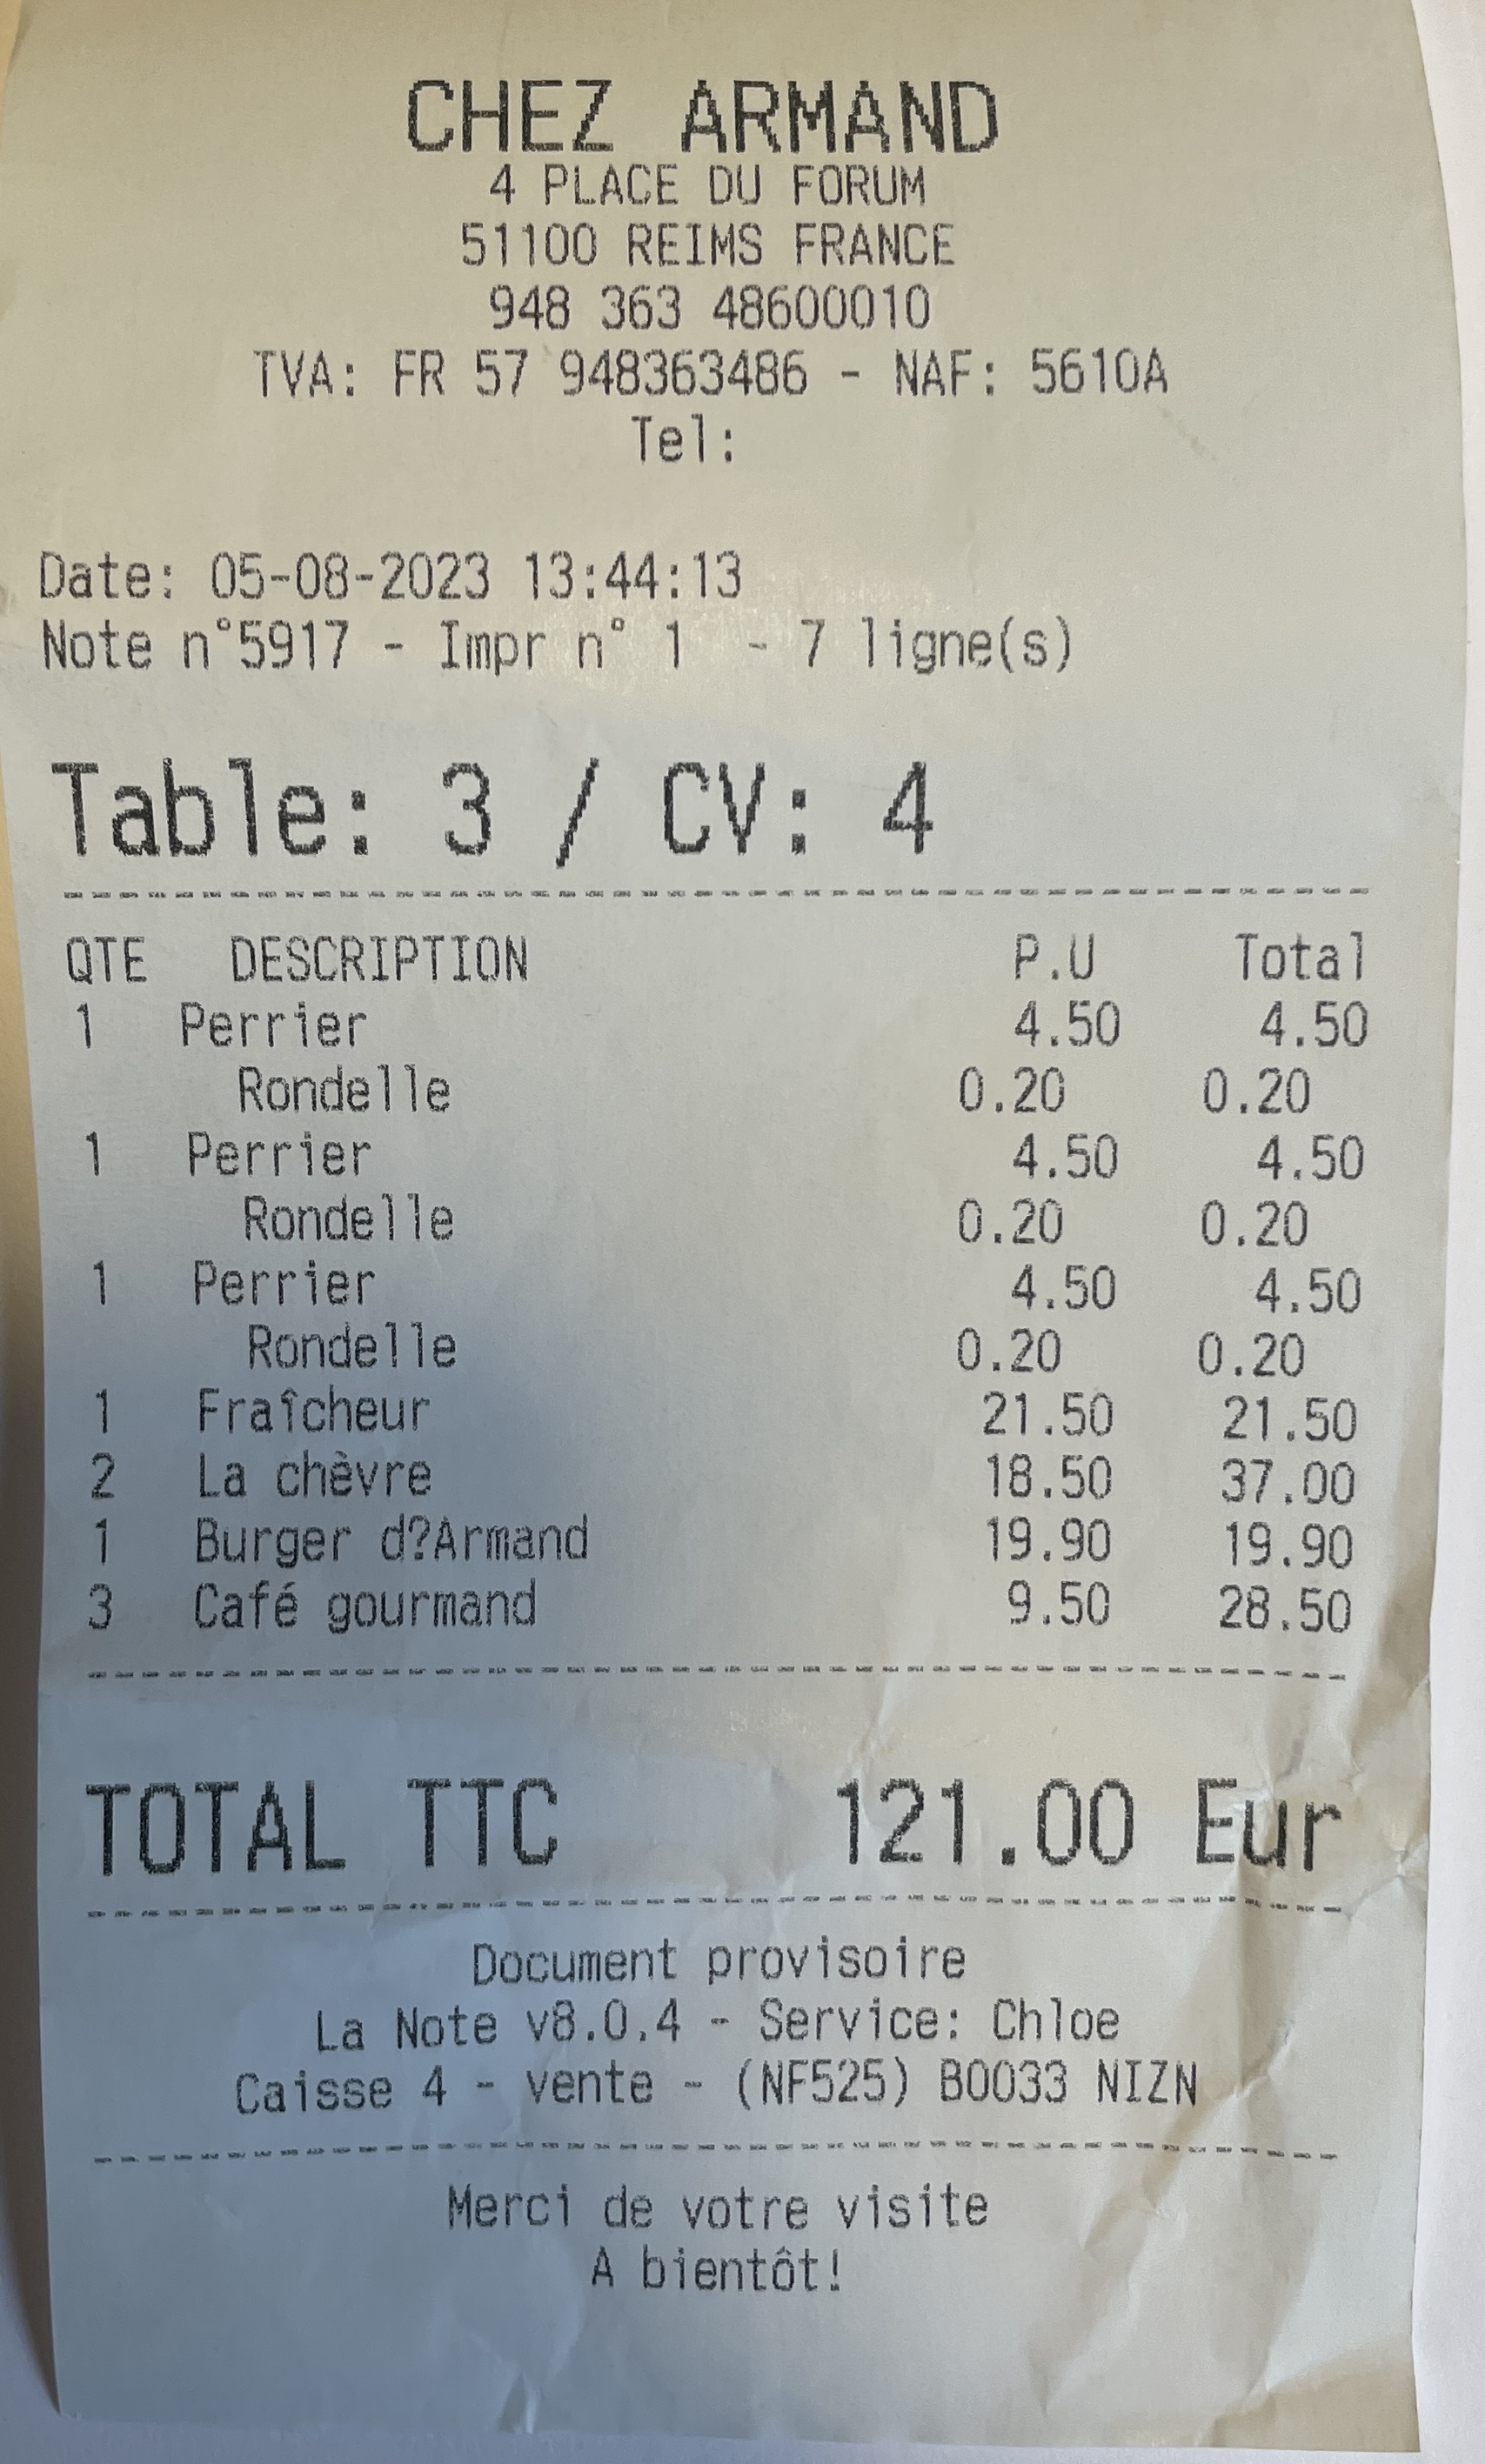 CHEZ ARMAND
4 PLACE DU FORUM
51100 REIMS FRANCE
948 363 48600010
TVA: FR 57 948363486 - NAF: 5610A
Tel:
Date: 05-08-2023 13:44:13
Note n°5917 - Impr n° 1 - 7 ligne(s)
Table: 3 / CV: 4
QTE DESCRIPTION P.U Total
1 Perrier 4.50 4.50
Rondelle 0.20 0.20
1 Perrier 4.50 4.50
Rondelle 0.20 0.20
1 Perrier 4.50 4.50
Rondelle 0.20 0.20
1 Fraîcheur 21.50 21.50
2 La chèvre 18.50 37.00
1 Burger d?Armand 19.90 19.90
3 Café gourmand 9.50 28.50
TOTAL TTC 121.00 Eur
Document provisoire
La Note v8.0.4 - Service: Chloe
Caisse 4 - vente - (NF525) B0033 NIZN
Merci de votre visite
A bientôt!